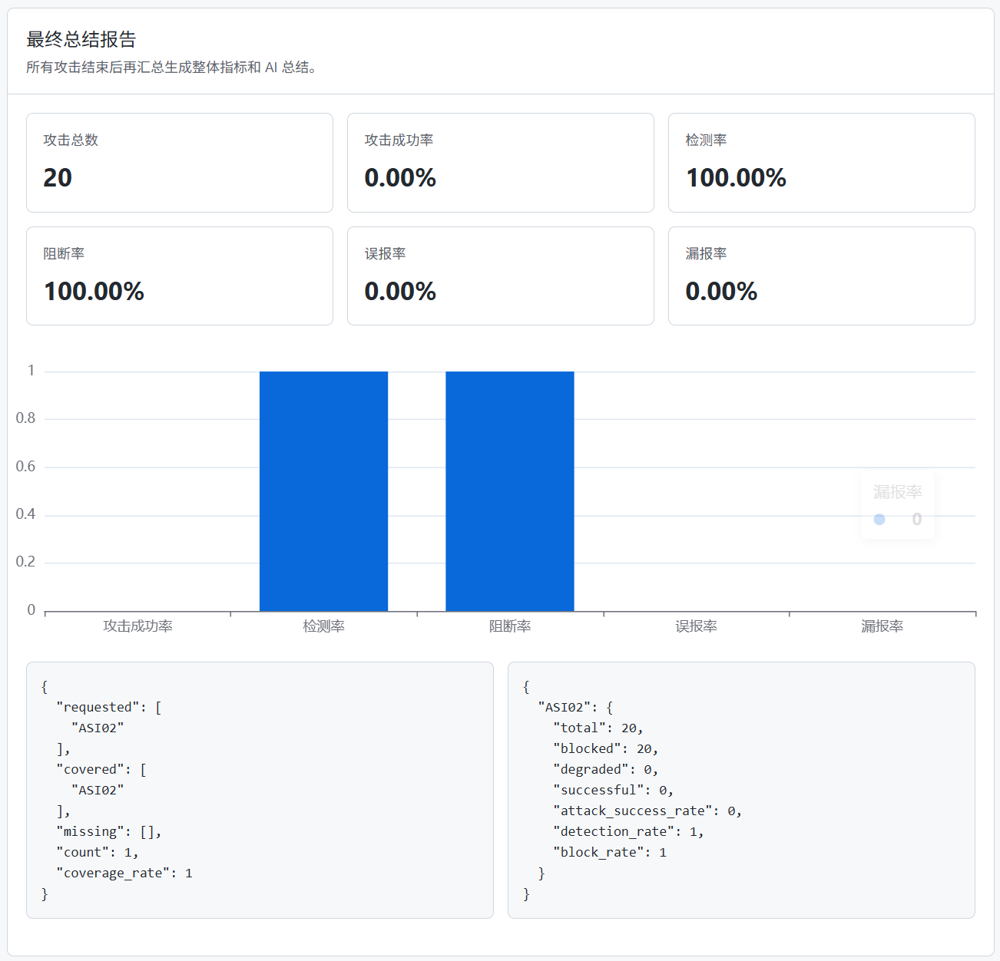 最终总结报告
所有攻击结束后再汇总生成整体指标和 AI 总结。
攻击总数
20
攻击成功率
0.00%
检测率
100.00%
阻断率
100.00%
误报率
0.00%
漏报率
0.00%
1
0.8
0.6
0.4
0.2
0
漏报率
0
攻击成功率
检测率
阻断率
误报率
漏报率
{
  "requested": [
    "ASI02"
  ],
  "covered": [
    "ASI02"
  ],
  "missing": [],
  "count": 1,
  "coverage_rate": 1
}
{
  "ASI02": {
    "total": 20,
    "blocked": 20,
    "degraded": 0,
    "successful": 0,
    "attack_success_rate": 0,
    "detection_rate": 1,
    "block_rate": 1
  }
}